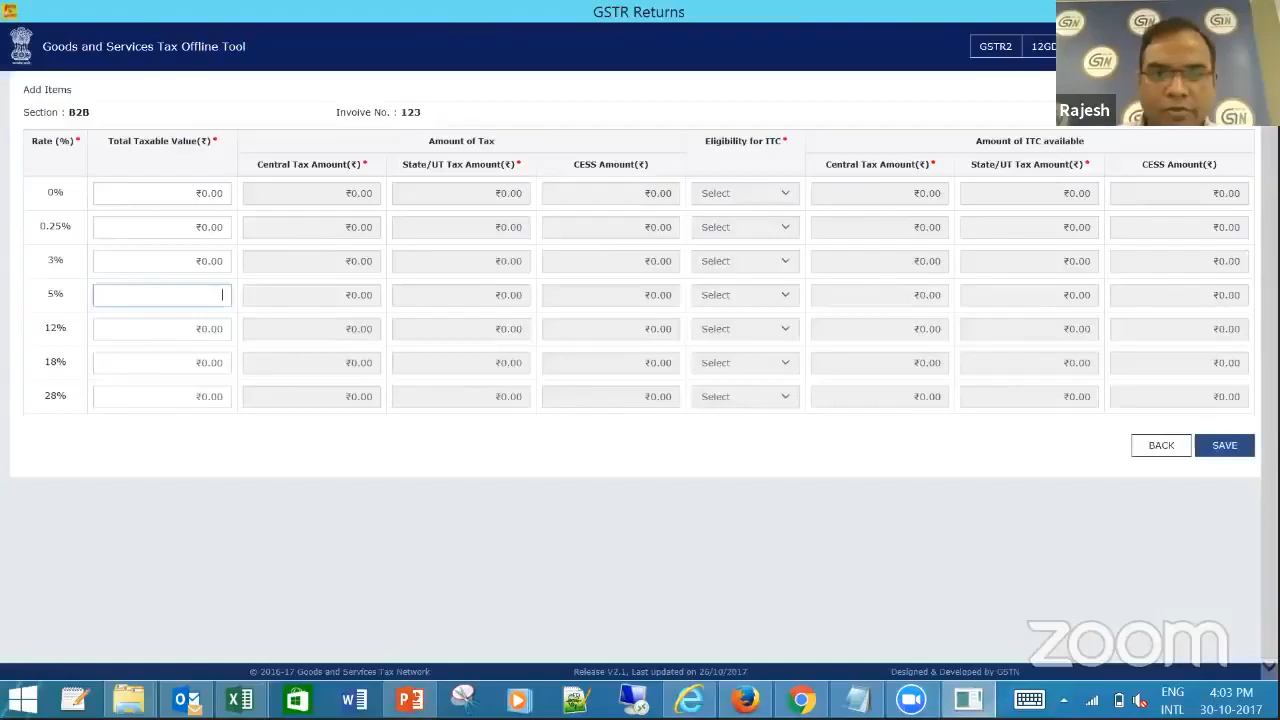 GSTR Returns
Goods and Services Tax Offline Tool
GSTR2
Rajesh
Add Items
Section : B2B
Invoive No. : 123
Rate (%)* Total Taxable Value(₹)* Amount of Tax Eligibility for ITC* Amount of ITC available
Central Tax Amount(₹)* State/UT Tax Amount(₹)* CESS Amount(₹) Central Tax Amount(₹)* State/UT Tax Amount(₹)* CESS Amount(₹)
0% ₹0.00 ₹0.00 ₹0.00 ₹0.00 Select ₹0.00 ₹0.00 ₹0.00
0.25% ₹0.00 ₹0.00 ₹0.00 ₹0.00 Select ₹0.00 ₹0.00 ₹0.00
3% ₹0.00 ₹0.00 ₹0.00 ₹0.00 Select ₹0.00 ₹0.00 ₹0.00
5% ₹0.00 ₹0.00 ₹0.00 Select ₹0.00 ₹0.00 ₹0.00
12% ₹0.00 ₹0.00 ₹0.00 ₹0.00 Select ₹0.00 ₹0.00 ₹0.00
18% ₹0.00 ₹0.00 ₹0.00 ₹0.00 Select ₹0.00 ₹0.00 ₹0.00
28% ₹0.00 ₹0.00 ₹0.00 ₹0.00 Select ₹0.00 ₹0.00 ₹0.00
BACK SAVE
zoom
© 2016-17 Goods and Services Tax Network
Release V2.1, Last updated on 26/10/2017
Designed & Developed by GSTN
ENG
INTL
4:03 PM
30-10-2017